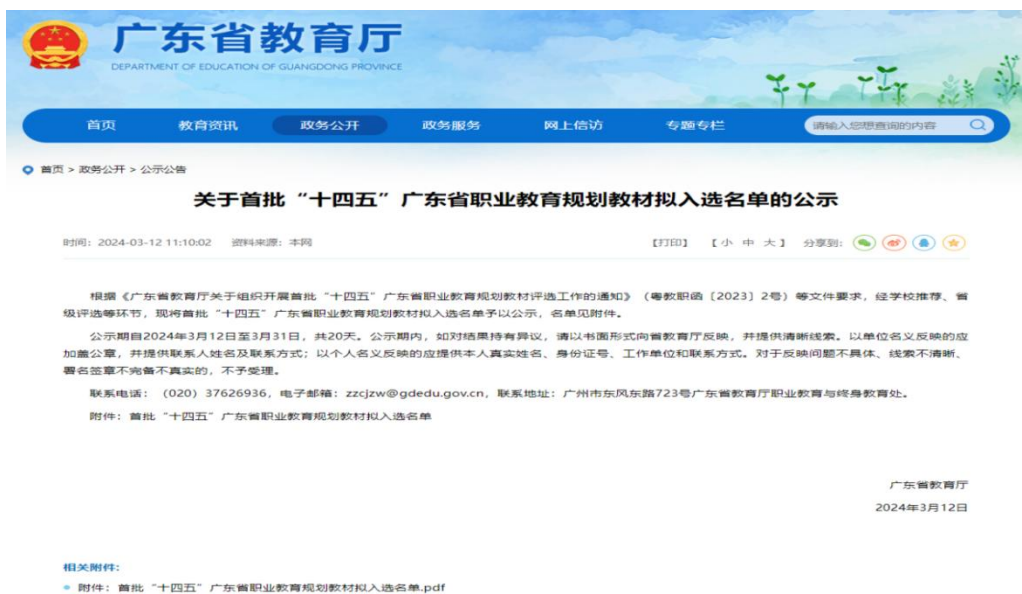 广东省教育厅
DEPARTMENT OF EDUCATION OF GUANGDONG PROVINCE
首页 教育资讯 政务公开 政务服务 网上信访 专题专栏 请输入您想查询的内容
首页 > 政务公开 > 公示公告
关于首批“十四五”广东省职业教育规划教材拟入选名单的公示
时间：2024-03-12 11:10:02 资料来源：本网 【打印】 【小 中 大】 分享到：
根据《广东省教育厅关于组织开展首批“十四五”广东省职业教育规划教材评选工作的通知》（粤教职函〔2023〕2号）等文件要求，经学校推荐、省
级评选等环节，现将首批“十四五”广东省职业教育规划教材拟入选名单予以公示，名单见附件。
公示期自2024年3月12日至3月31日，共20天。公示期内，如对结果持有异议，请以书面形式向省教育厅反映，并提供清晰线索。以单位名义反映的应
加盖公章，并提供联系人姓名及联系方式；以个人名义反映的应提供本人真实姓名、身份证号、工作单位和联系方式。对于反映问题不具体、线索不清晰、
署名签章不完备不真实的，不予受理。
联系电话：（020）37626936，电子邮箱：zzcjzw@gdedu.gov.cn，联系地址：广州市东风东路723号广东省教育厅职业教育与终身教育处。
附件：首批“十四五”广东省职业教育规划教材拟入选名单
广东省教育厅
2024年3月12日
相关附件：
附件：首批“十四五”广东省职业教育规划教材拟入选名单.pdf